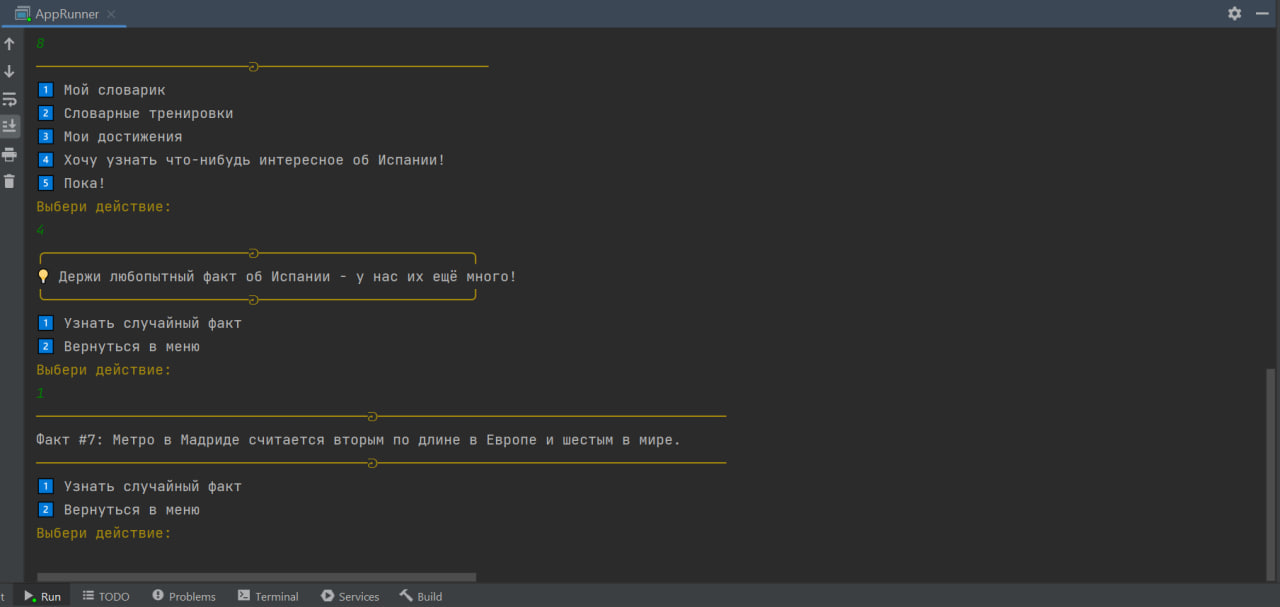 AppRunner
8
1 Мой словарик
2 Словарные тренировки
3 Мои достижения
4 Хочу узнать что-нибудь интересное об Испании!
5 Пока!
Выбери действие:
4
Держи любопытный факт об Испании - у нас их ещё много!
1 Узнать случайный факт
2 Вернуться в меню
Выбери действие:
1
Факт #7: Метро в Мадриде считается вторым по длине в Европе и шестым в мире.
1 Узнать случайный факт
2 Вернуться в меню
Выбери действие:
t Run TODO Problems Terminal Services Build